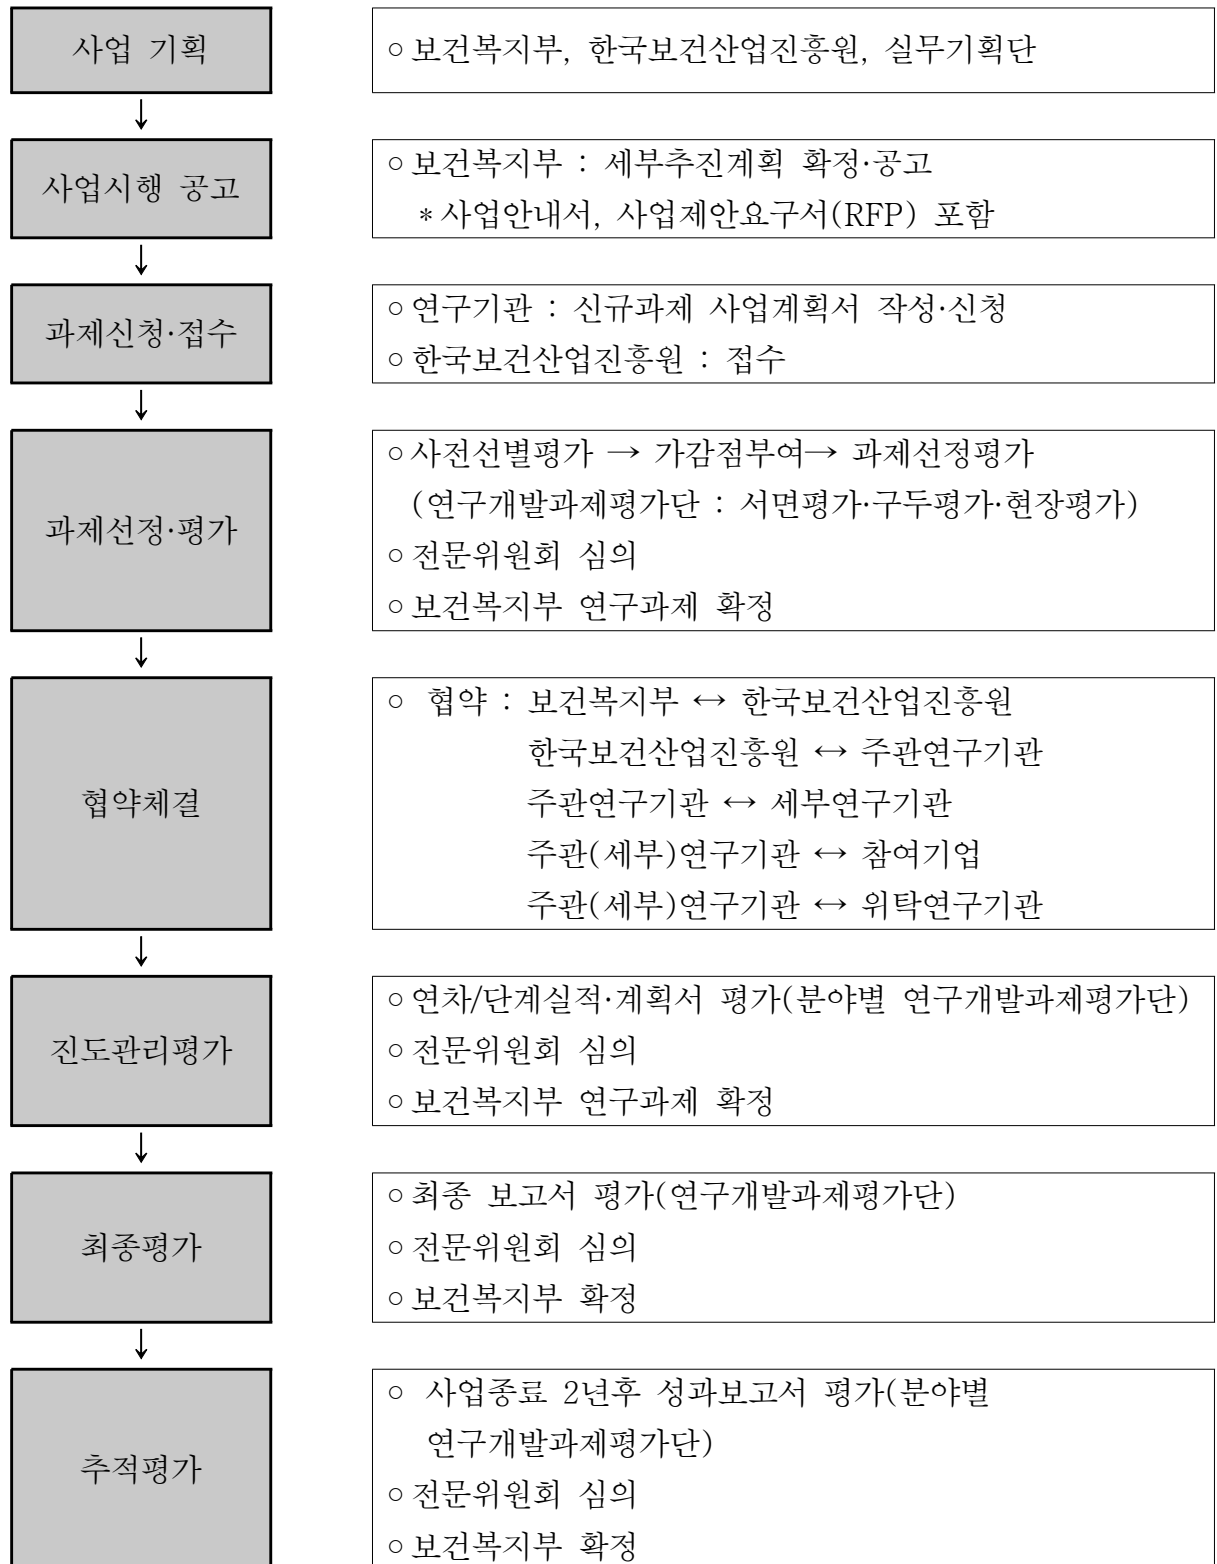 사업 기획
○ 보건복지부, 한국보건산업진흥원, 실무기획단
↓
사업시행 공고
○ 보건복지부 : 세부추진계획 확정·공고
* 사업안내서, 사업제안요구서(RFP) 포함
↓
과제신청·접수
○ 연구기관 : 신규과제 사업계획서 작성·신청
○ 한국보건산업진흥원 : 접수
↓
과제선정·평가
○ 사전선별평가 → 가감점부여→ 과제선정평가
(연구개발과제평가단 : 서면평가·구두평가·현장평가)
○ 전문위원회 심의
○ 보건복지부 연구과제 확정
↓
협약체결
○ 협약 : 보건복지부 ↔ 한국보건산업진흥원
한국보건산업진흥원 ↔ 주관연구기관
주관연구기관 ↔ 세부연구기관
주관(세부)연구기관 ↔ 참여기업
주관(세부)연구기관 ↔ 위탁연구기관
↓
진도관리평가
○ 연차/단계실적·계획서 평가(분야별 연구개발과제평가단)
○ 전문위원회 심의
○ 보건복지부 연구과제 확정
↓
최종평가
○ 최종 보고서 평가(연구개발과제평가단)
○ 전문위원회 심의
○ 보건복지부 확정
↓
추적평가
○ 사업종료 2년후 성과보고서 평가(분야별
연구개발과제평가단)
○ 전문위원회 심의
○ 보건복지부 확정